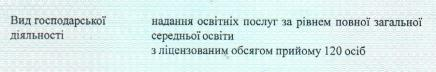 Вид господарської надання освітніх послуг за рівнем повної загальної
діяльності середньої освіти
з ліцензованим обсягом прийому 120 осіб